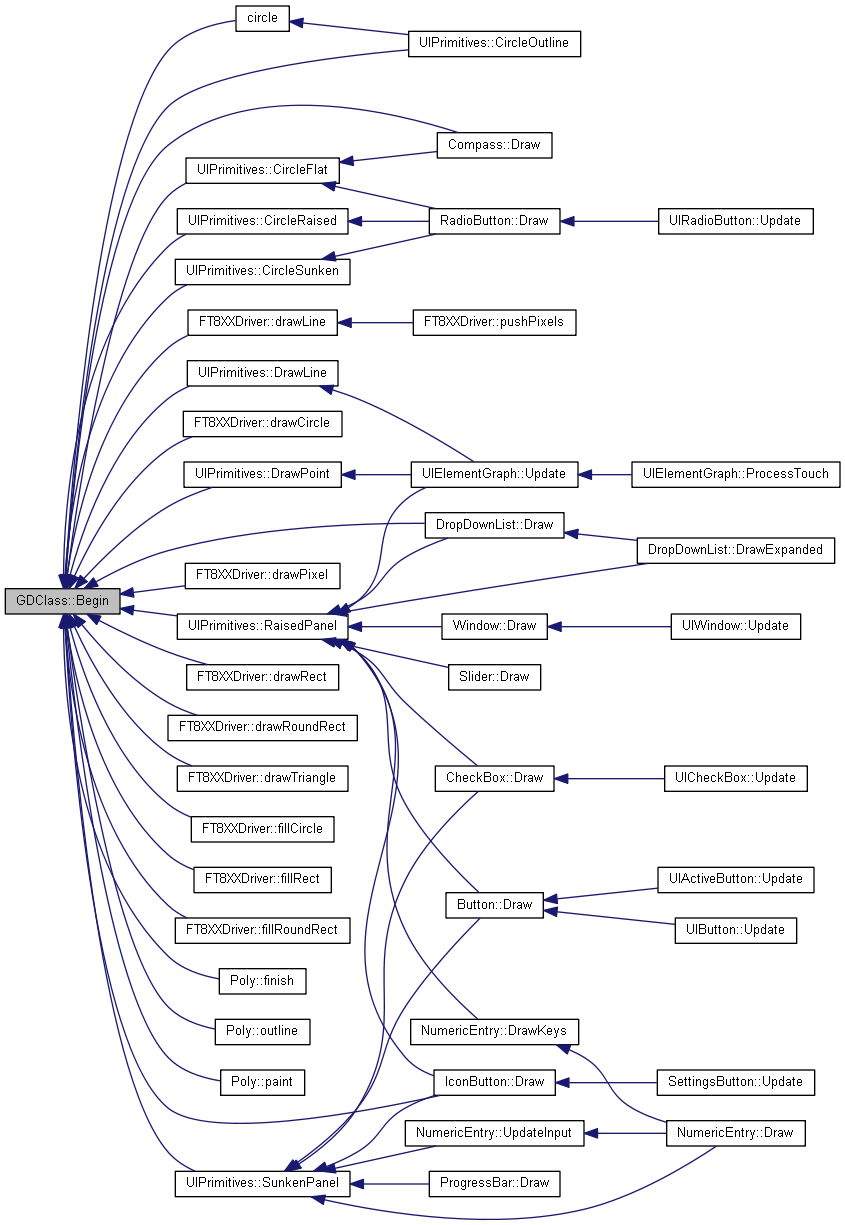 circle
UIPrimitives::CircleOutline
Compass::Draw
UIPrimitives::CircleFlat
UIPrimitives::CircleRaised
RadioButton::Draw
UIRadioButton::Update
UIPrimitives::CircleSunken
FT8XXDriver::drawLine
FT8XXDriver::pushPixels
UIPrimitives::DrawLine
FT8XXDriver::drawCircle
UIPrimitives::DrawPoint
UIElementGraph::Update
UIElementGraph::ProcessTouch
DropDownList::Draw
DropDownList::DrawExpanded
FT8XXDriver::drawPixel
GDClass::Begin
UIPrimitives::RaisedPanel
Window::Draw
UIWindow::Update
FT8XXDriver::drawRect
Slider::Draw
FT8XXDriver::drawRoundRect
FT8XXDriver::drawTriangle
CheckBox::Draw
UICheckBox::Update
FT8XXDriver::fillCircle
FT8XXDriver::fillRect
UIActiveButton::Update
Button::Draw
FT8XXDriver::fillRoundRect
UIButton::Update
Poly::finish
Poly::outline
NumericEntry::DrawKeys
Poly::paint
IconButton::Draw
SettingsButton::Update
NumericEntry::UpdateInput
NumericEntry::Draw
UIPrimitives::SunkenPanel
ProgressBar::Draw